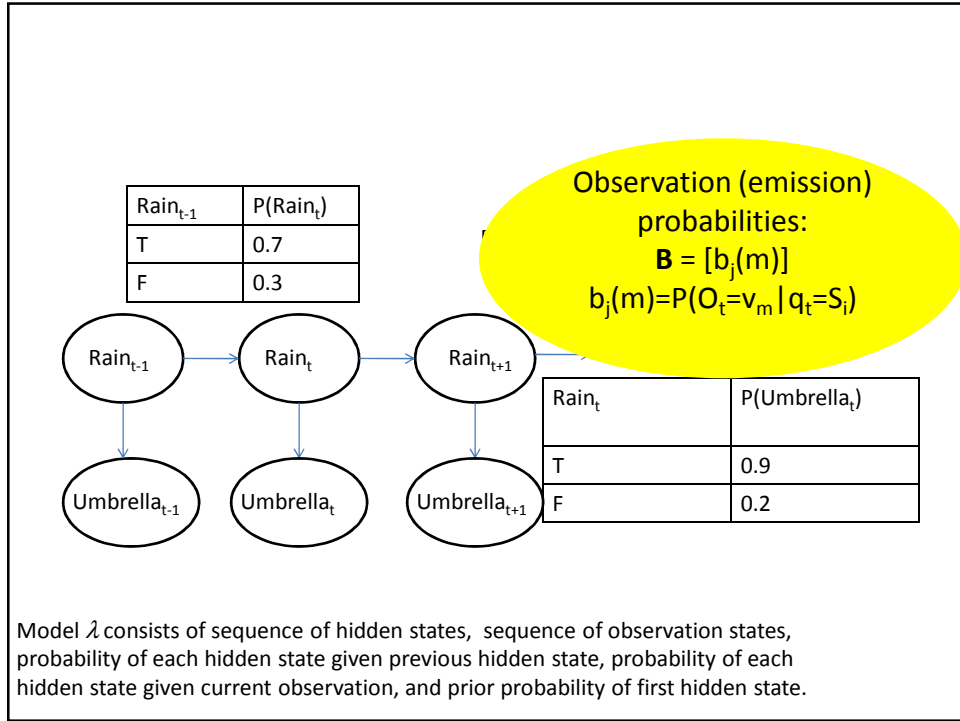 Observation (emission)
probabilities:
B = [b_j(m)]
b_j(m)=P(O_t=v_m|q_t=S_i)
Rain_t-1 P(Rain_t)
T 0.7
F 0.3
Rain_t-1 Rain_t Rain_t+1
Rain_t P(Umbrella_t)
T 0.9
F 0.2
Umbrella_t-1 Umbrella_t Umbrella_t+1
Model λ consists of sequence of hidden states, sequence of observation states,
probability of each hidden state given previous hidden state, probability of each
hidden state given current observation, and prior probability of first hidden state.